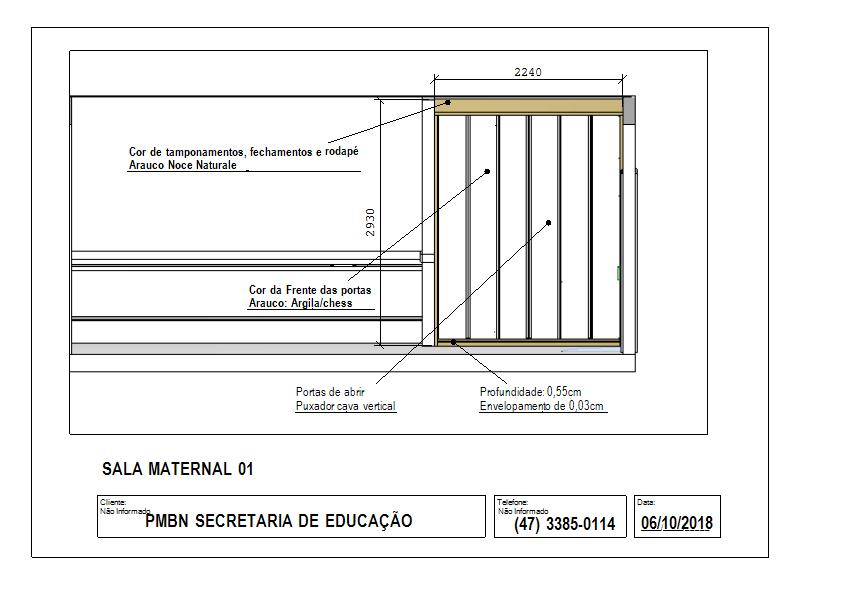 2240
Cor de tamponamentos, fechamentos e rodapé
Arauco Noce Naturale
2930
Cor da Frente das portas
Arauco: Argila/chess
Portas de abrir
Puxador cava vertical
Profundidade: 0,55cm
Envelopamento de 0,03cm
SALA MATERNAL 01
Cliente:
Não Informado
PMBN SECRETARIA DE EDUCAÇÃO
Telefone:
Não Informado
(47) 3385-0114
Data:
06/10/2018